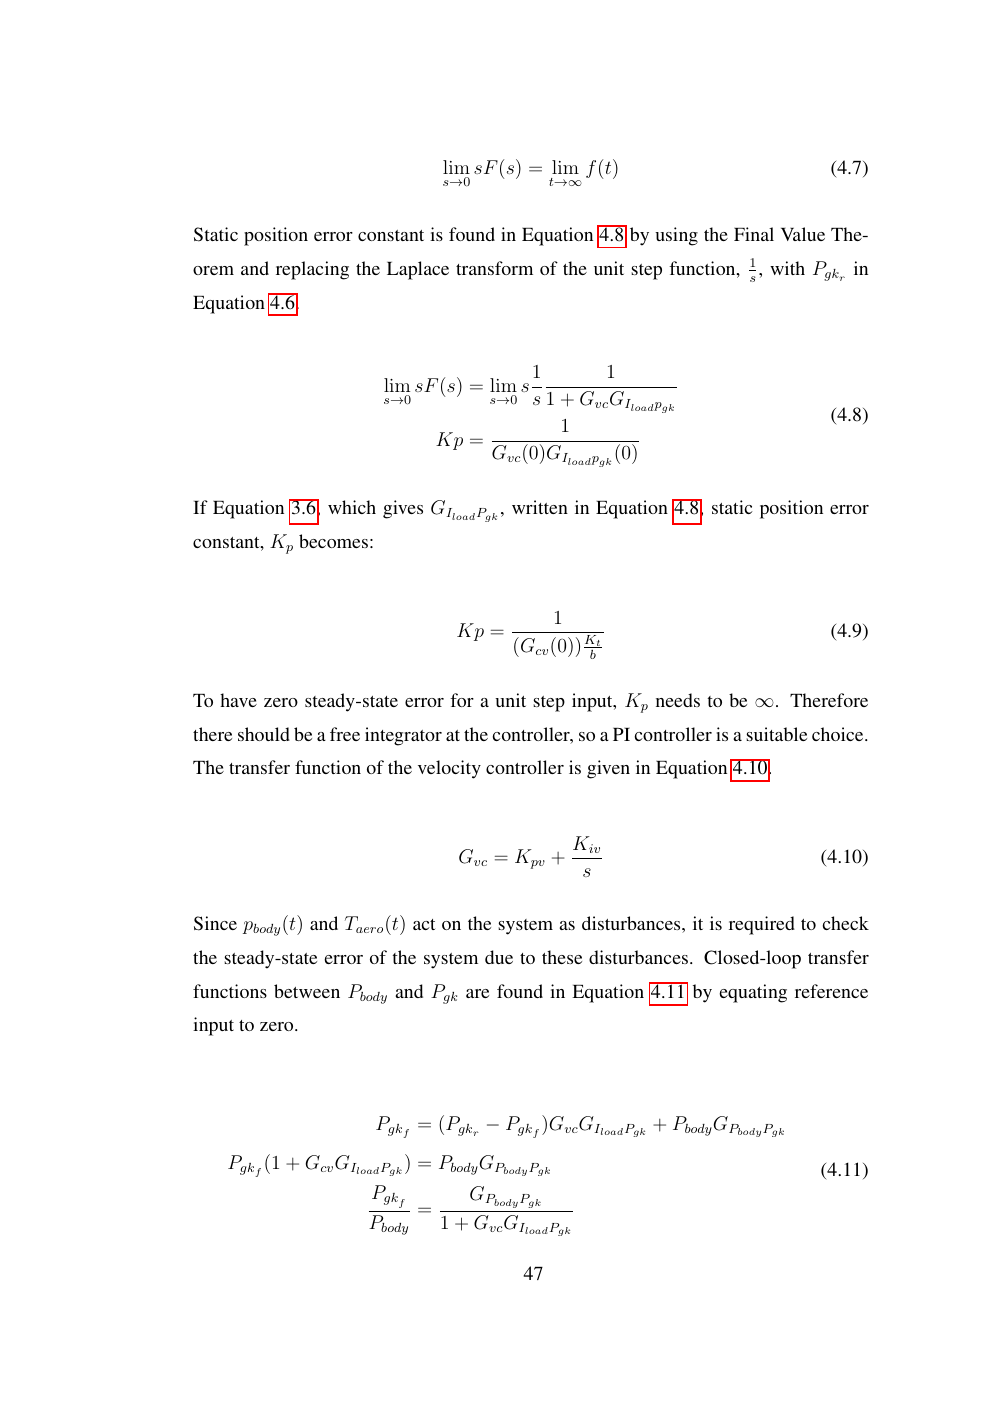 lim_{s→0} sF(s) = lim_{t→∞} f(t) (4.7)
Static position error constant is found in Equation 4.8 by using the Final Value The-
orem and replacing the Laplace transform of the unit step function, 1/s, with P_{gk_r} in
Equation 4.6.
lim_{s→0} sF(s) = lim_{s→0} s \frac{1}{s} \frac{1}{1 + G_{vc}G_{I_{load}p_{gk}}}
(4.8)
Kp = \frac{1}{G_{vc}(0)G_{I_{load}p_{gk}}(0)}
If Equation 3.6, which gives G_{I_{load}P_{gk}}, written in Equation 4.8, static position error
constant, K_p becomes:
Kp = \frac{1}{(G_{cv}(0))\frac{K_t}{b}} (4.9)
To have zero steady-state error for a unit step input, K_p needs to be ∞. Therefore
there should be a free integrator at the controller, so a PI controller is a suitable choice.
The transfer function of the velocity controller is given in Equation 4.10.
G_{vc} = K_{pv} + \frac{K_{iv}}{s} (4.10)
Since p_{body}(t) and T_{aero}(t) act on the system as disturbances, it is required to check
the steady-state error of the system due to these disturbances. Closed-loop transfer
functions between P_{body} and P_{gk} are found in Equation 4.11 by equating reference
input to zero.
P_{gk_f} = (P_{gk_r} − P_{gk_f})G_{vc}G_{I_{load}P_{gk}} + P_{body}G_{P_{body}P_{gk}}
P_{gk_f}(1 + G_{cv}G_{I_{load}P_{gk}}) = P_{body}G_{P_{body}P_{gk}} (4.11)
\frac{P_{gk_f}}{P_{body}} = \frac{G_{P_{body}P_{gk}}}{1 + G_{vc}G_{I_{load}P_{gk}}}
47